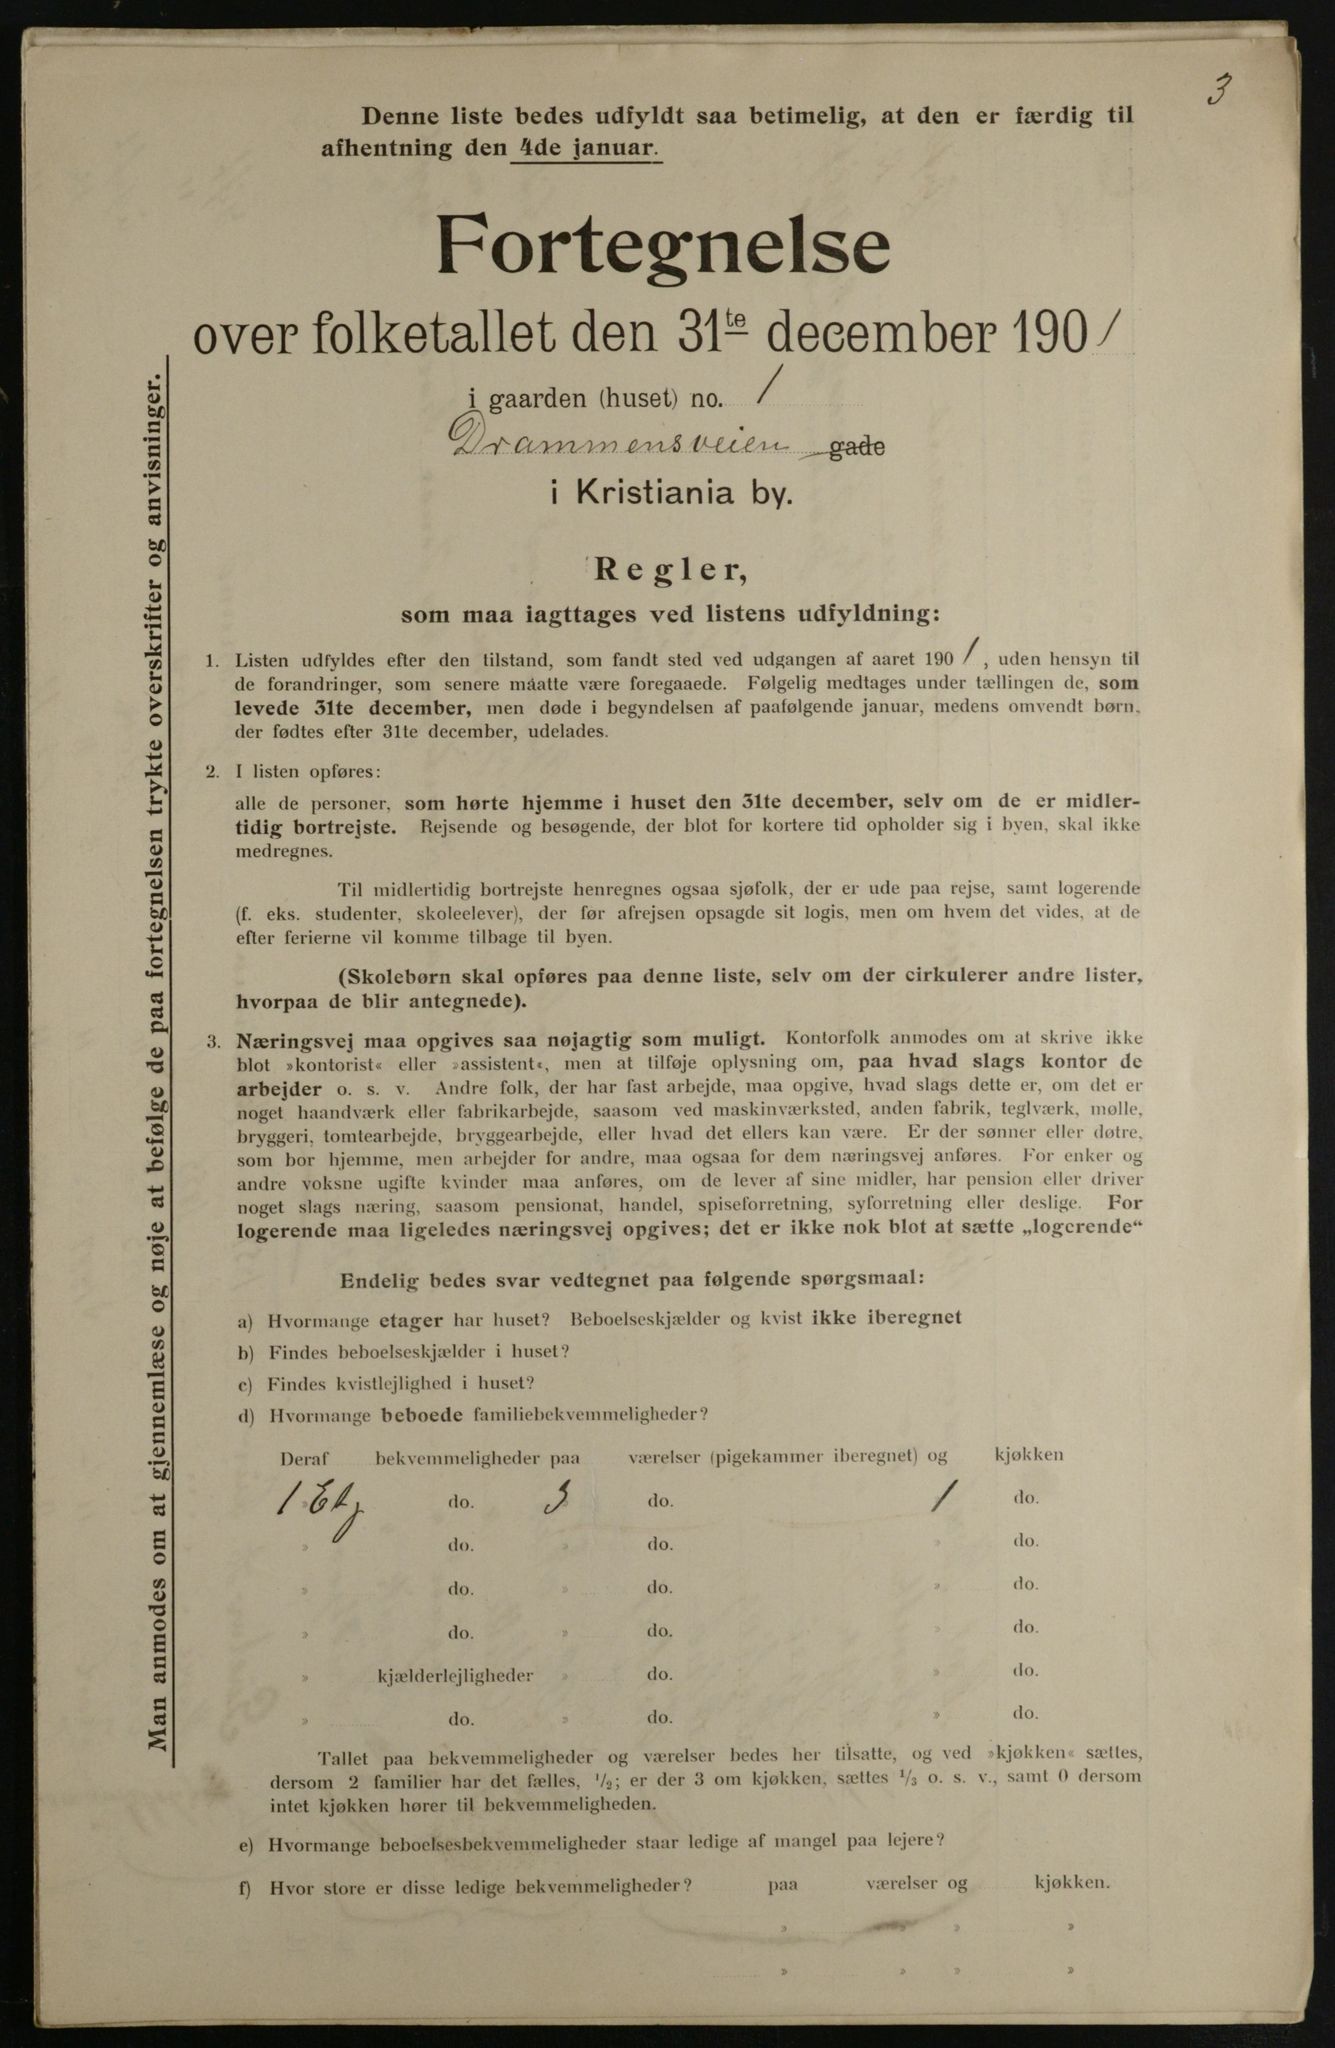 3
Denne liste bedes udfyldt saa betimelig, at den er færdig til
afhentning den 4de januar.
Fortegnelse
over folketallet den 31te december 1901
i gaarden (huset) no. 1
Drammensveien gade
i Kristiania by.
Regler,
som maa iagttages ved listens udfyldning:
1. Listen udfyldes efter den tilstand, som fandt sted ved udgangen af aaret 1901, uden hensyn til
de forandringer, som senere maatte være foregaaede. Følgelig medtages under tællingen de, som
levede 31te december, men døde i begyndelsen af paafølgende januar, medens omvendt børn,
der fødtes efter 31te december, udelades.
2. I listen opføres:
alle de personer, som hørte hjemme i huset den 31te december, selv om de er midler-
tidig bortrejste. Rejsende og besøgende, der blot for kortere tid opholder sig i byen, skal ikke
medregnes.
Til midlertidig bortrejste henregnes ogsaa sjøfolk, der er ude paa rejse, samt logerende
(f. eks. studenter, skoleelever), der før afrejsen opsagde sit logis, men om hvem det vides, at de
efter ferierne vil komme tilbage til byen.
(Skolebørn skal opføres paa denne liste, selv om der cirkulerer andre lister,
hvorpaa de blir antegnede).
3. Næringsvej maa opgives saa nøjagtig som muligt. Kontorfolk anmodes om at skrive ikke
blot »kontorist« eller »assistent«, men at tilføje oplysning om, paa hvad slags kontor de
arbejder o. s. v. Andre folk, der har fast arbejde, maa opgive, hvad slags dette er, om det er
noget haandværk eller fabrikarbejde, saasom ved maskinværksted, anden fabrik, teglværk, mølle,
bryggeri, tomtearbejde, bryggearbejde, eller hvad det ellers kan være. Er der sønner eller døtre,
som bor hjemme, men arbejder for andre, maa ogsaa for dem næringsvej anføres. For enker og
andre voksne ugifte kvinder maa anføres, om de lever af sine midler, har pension eller driver
noget slags næring, saasom pensionat, handel, spiseforretning, syforretning eller deslige. For
logerende maa ligeledes næringsvej opgives; det er ikke nok blot at sætte „logerende“
Endelig bedes svar vedtegnet paa følgende spørgsmaal:
a) Hvormange etager har huset? Beboelseskjælder og kvist ikke iberegnet
b) Findes beboelseskjælder i huset?
c) Findes kvistlejlighed i huset?
d) Hvormange beboede familiebekvemmeligheder?
Deraf bekvemmeligheder paa værelser (pigekammer iberegnet) og kjøkken
1 Etg do. 3 do. 1 do.
» do. » do. » do.
» do. » do. » do.
» do. » do. » do.
» kjælderlejligheder » do. » do.
» do. » do. » do.
Tallet paa bekvemmeligheder og værelser bedes her tilsatte, og ved »kjøkken« sættes,
dersom 2 familier har det fælles, 1/2; er der 3 om kjøkken, sættes 1/3 o. s. v., samt 0 dersom
intet kjøkken hører til bekvemmeligheden.
e) Hvormange beboelsesbekvemmeligheder staar ledige af mangel paa lejere?
f) Hvor store er disse ledige bekvemmeligheder? paa værelser og kjøkken.
» » » »
» » » »
Man anmodes om at gjennemlæse og nøje at befølge de paa fortegnelsen trykte overskrifter og anvisninger.